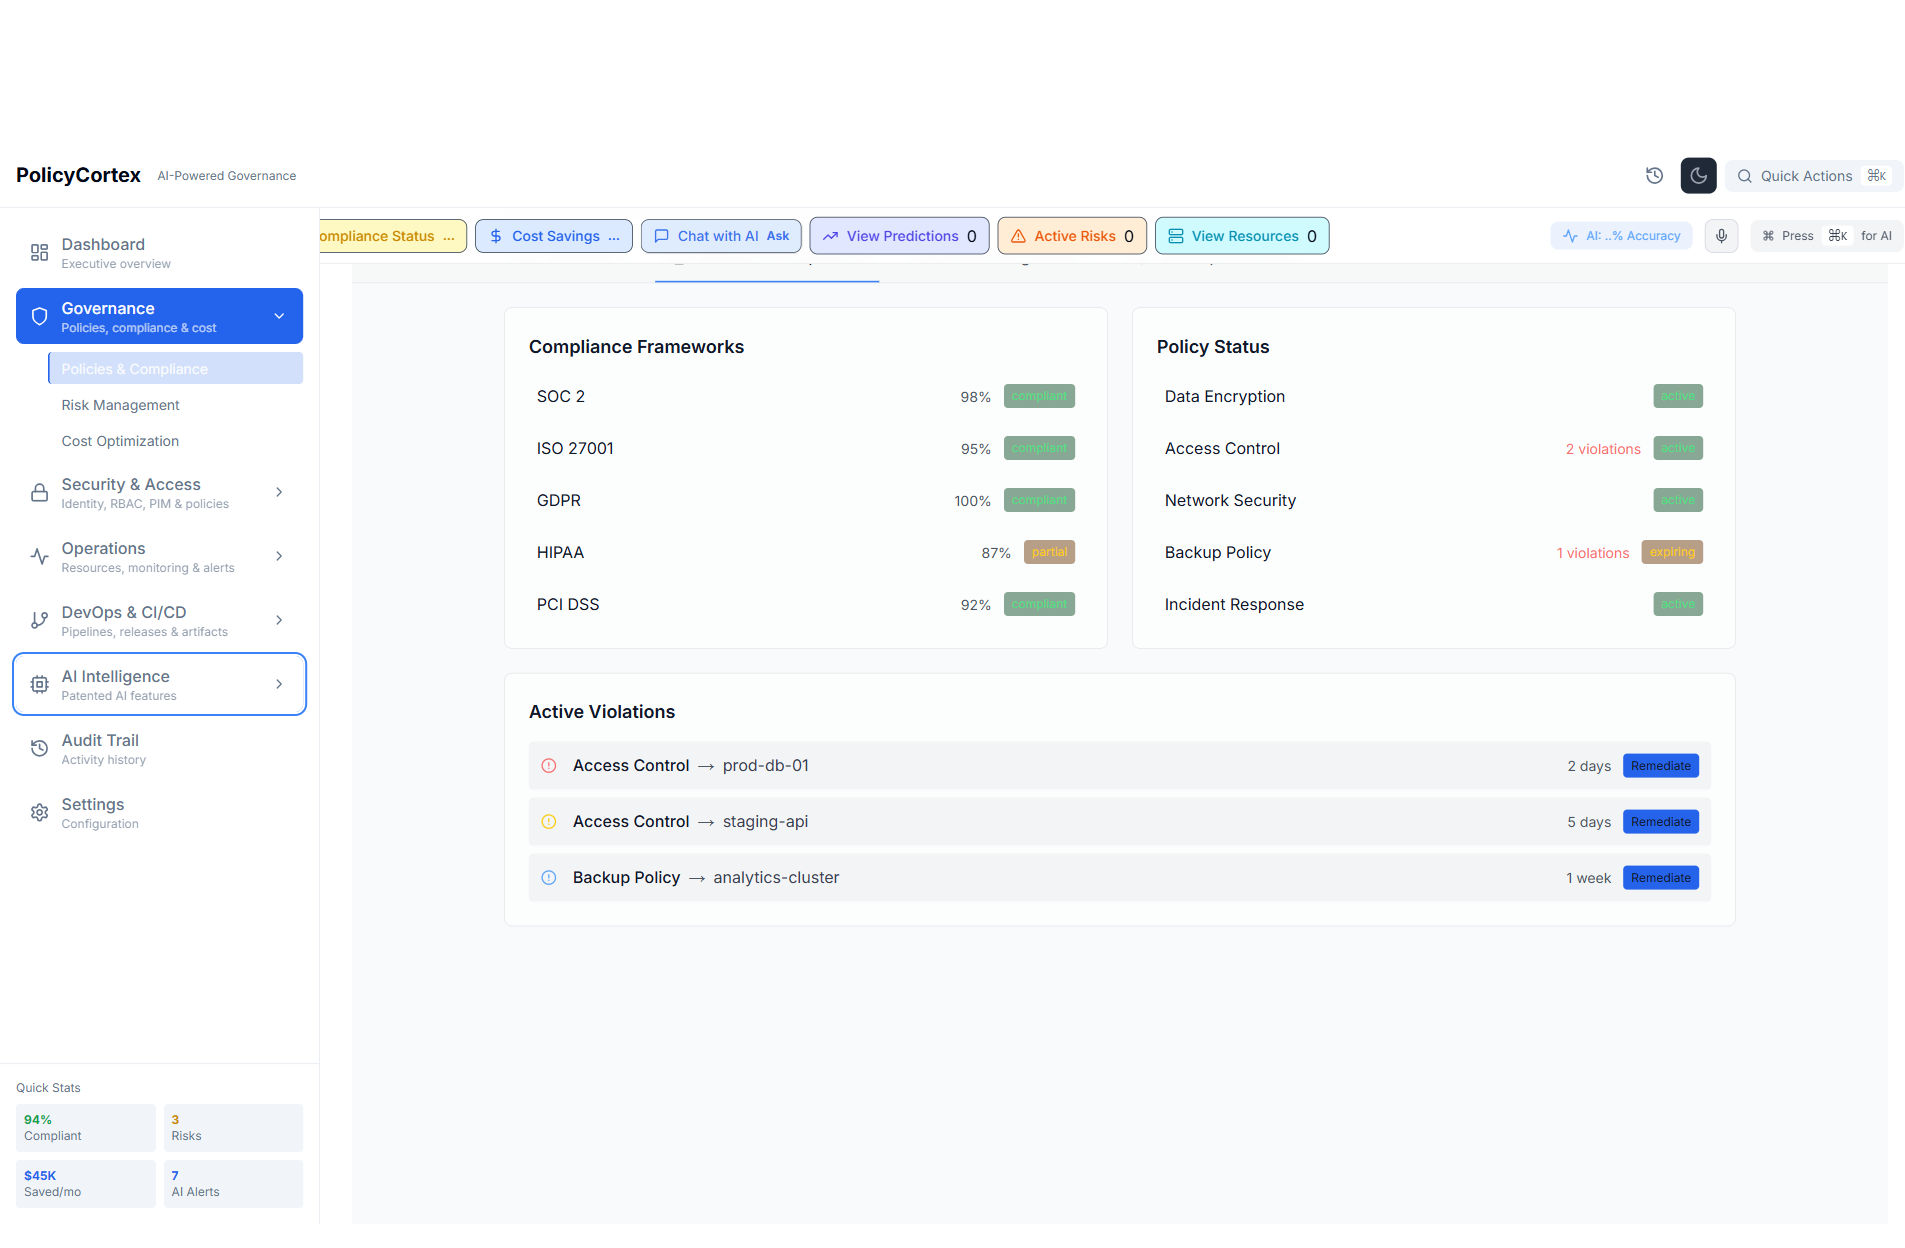 PolicyCortex AI-Powered Governance
Quick Actions ⌘K
ompliance Status ...
Cost Savings ...
Chat with AI Ask
View Predictions 0
Active Risks 0
View Resources 0
AI: ..% Accuracy
⌘ Press ⌘K for AI
Dashboard
Executive overview
Governance
Policies, compliance & cost
Policies & Compliance
Risk Management
Cost Optimization
Security & Access
Identity, RBAC, PIM & policies
Operations
Resources, monitoring & alerts
DevOps & CI/CD
Pipelines, releases & artifacts
AI Intelligence
Patented AI features
Audit Trail
Activity history
Settings
Configuration
Quick Stats
94%
Compliant
3
Risks
$45K
Saved/mo
7
AI Alerts
Compliance Frameworks
SOC 2 98% compliant
ISO 27001 95% compliant
GDPR 100% compliant
HIPAA 87% partial
PCI DSS 92% compliant
Policy Status
Data Encryption active
Access Control 2 violations active
Network Security active
Backup Policy 1 violations expiring
Incident Response active
Active Violations
Access Control → prod-db-01 2 days Remediate
Access Control → staging-api 5 days Remediate
Backup Policy → analytics-cluster 1 week Remediate